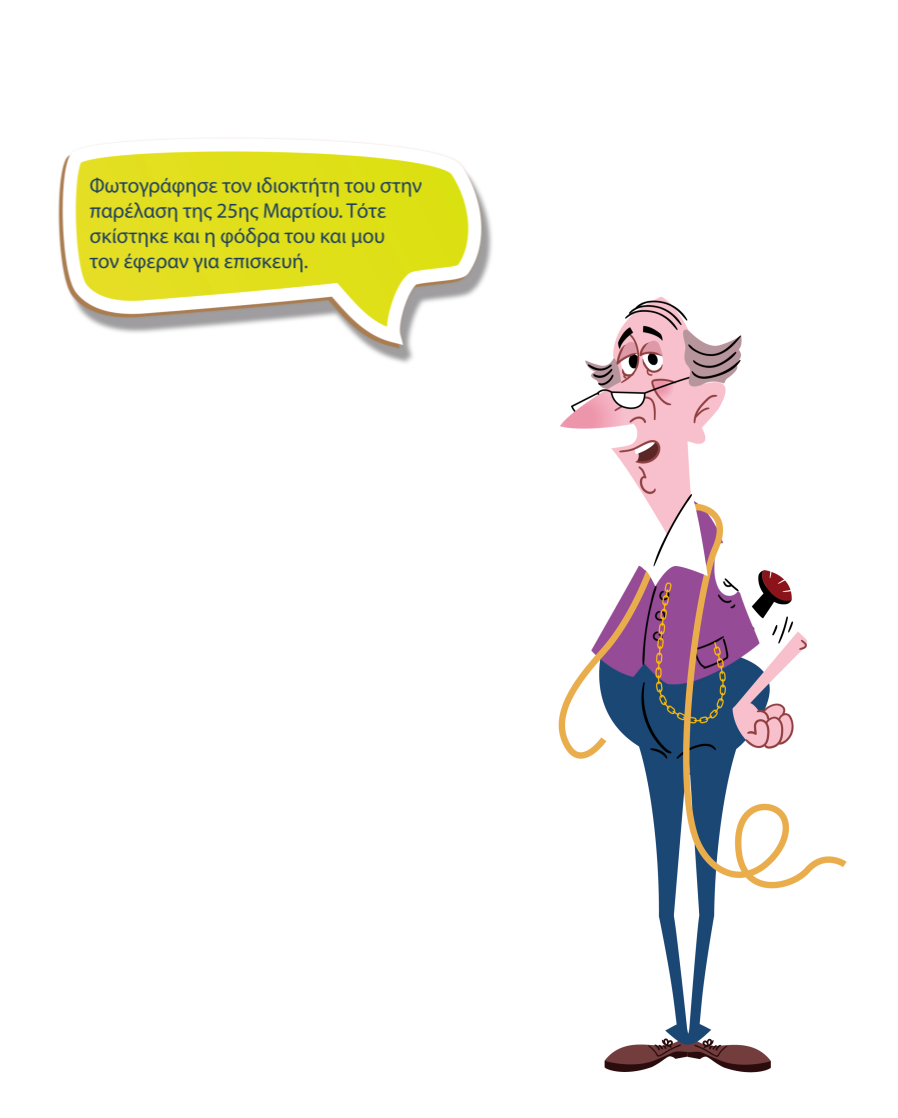 Φωτογράφησε τον ιδιοκτήτη του στην
παρέλαση της 25ης Μαρτίου. Τότε
σκίστηκε και η φόδρα του και μου
τον έφεραν για επισκευή.